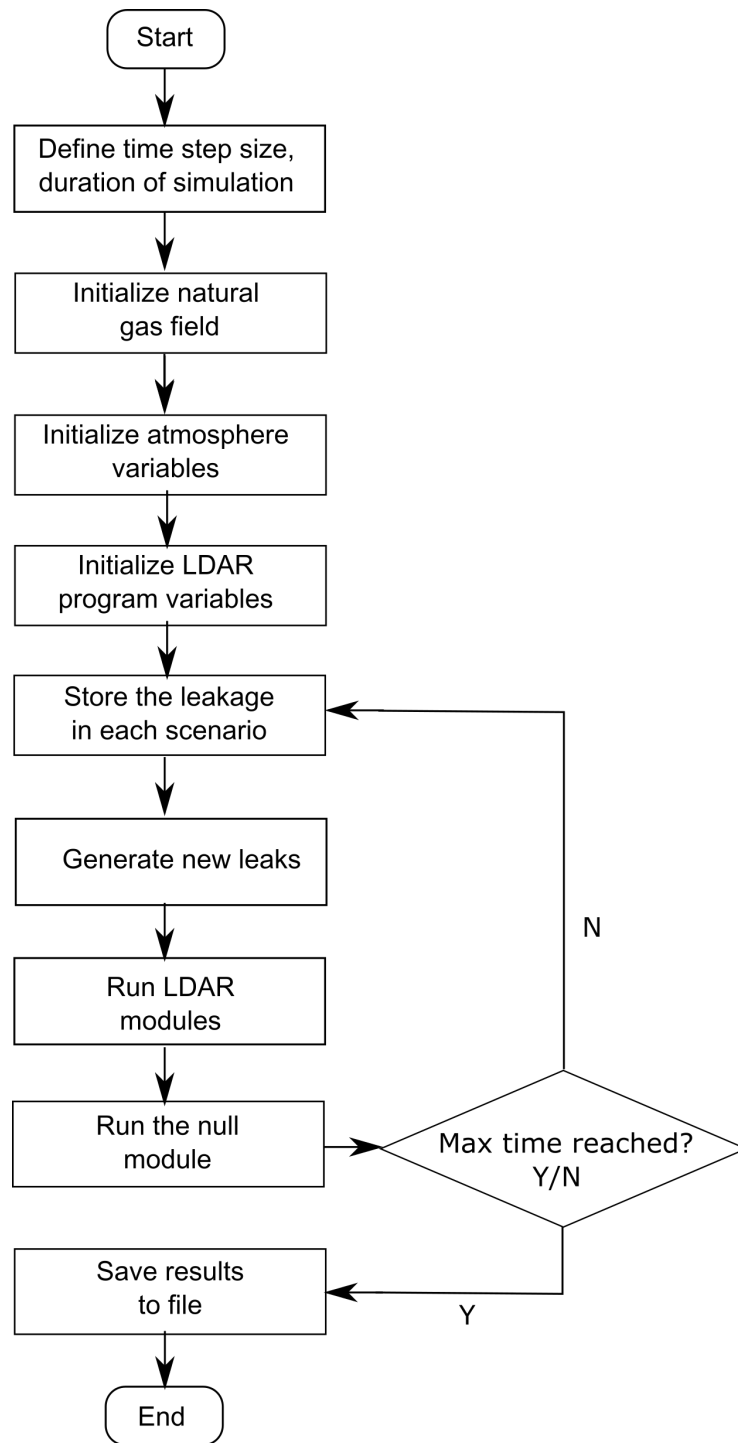 Start
Define time step size,
duration of simulation
Initialize natural
gas field
Initialize atmosphere
variables
Initialize LDAR
program variables
Store the leakage
in each scenario
Generate new leaks
N
Run LDAR
modules
Run the null
module
Max time reached?
Y/N
Save results
to file
Y
End